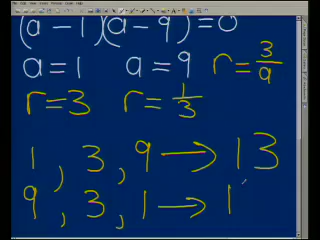 (a-1)(a-9)=0
a=1 a=9 r=3/a
r=3 r=1/3
1, 3, 9 → 13
9, 3, 1 → 1